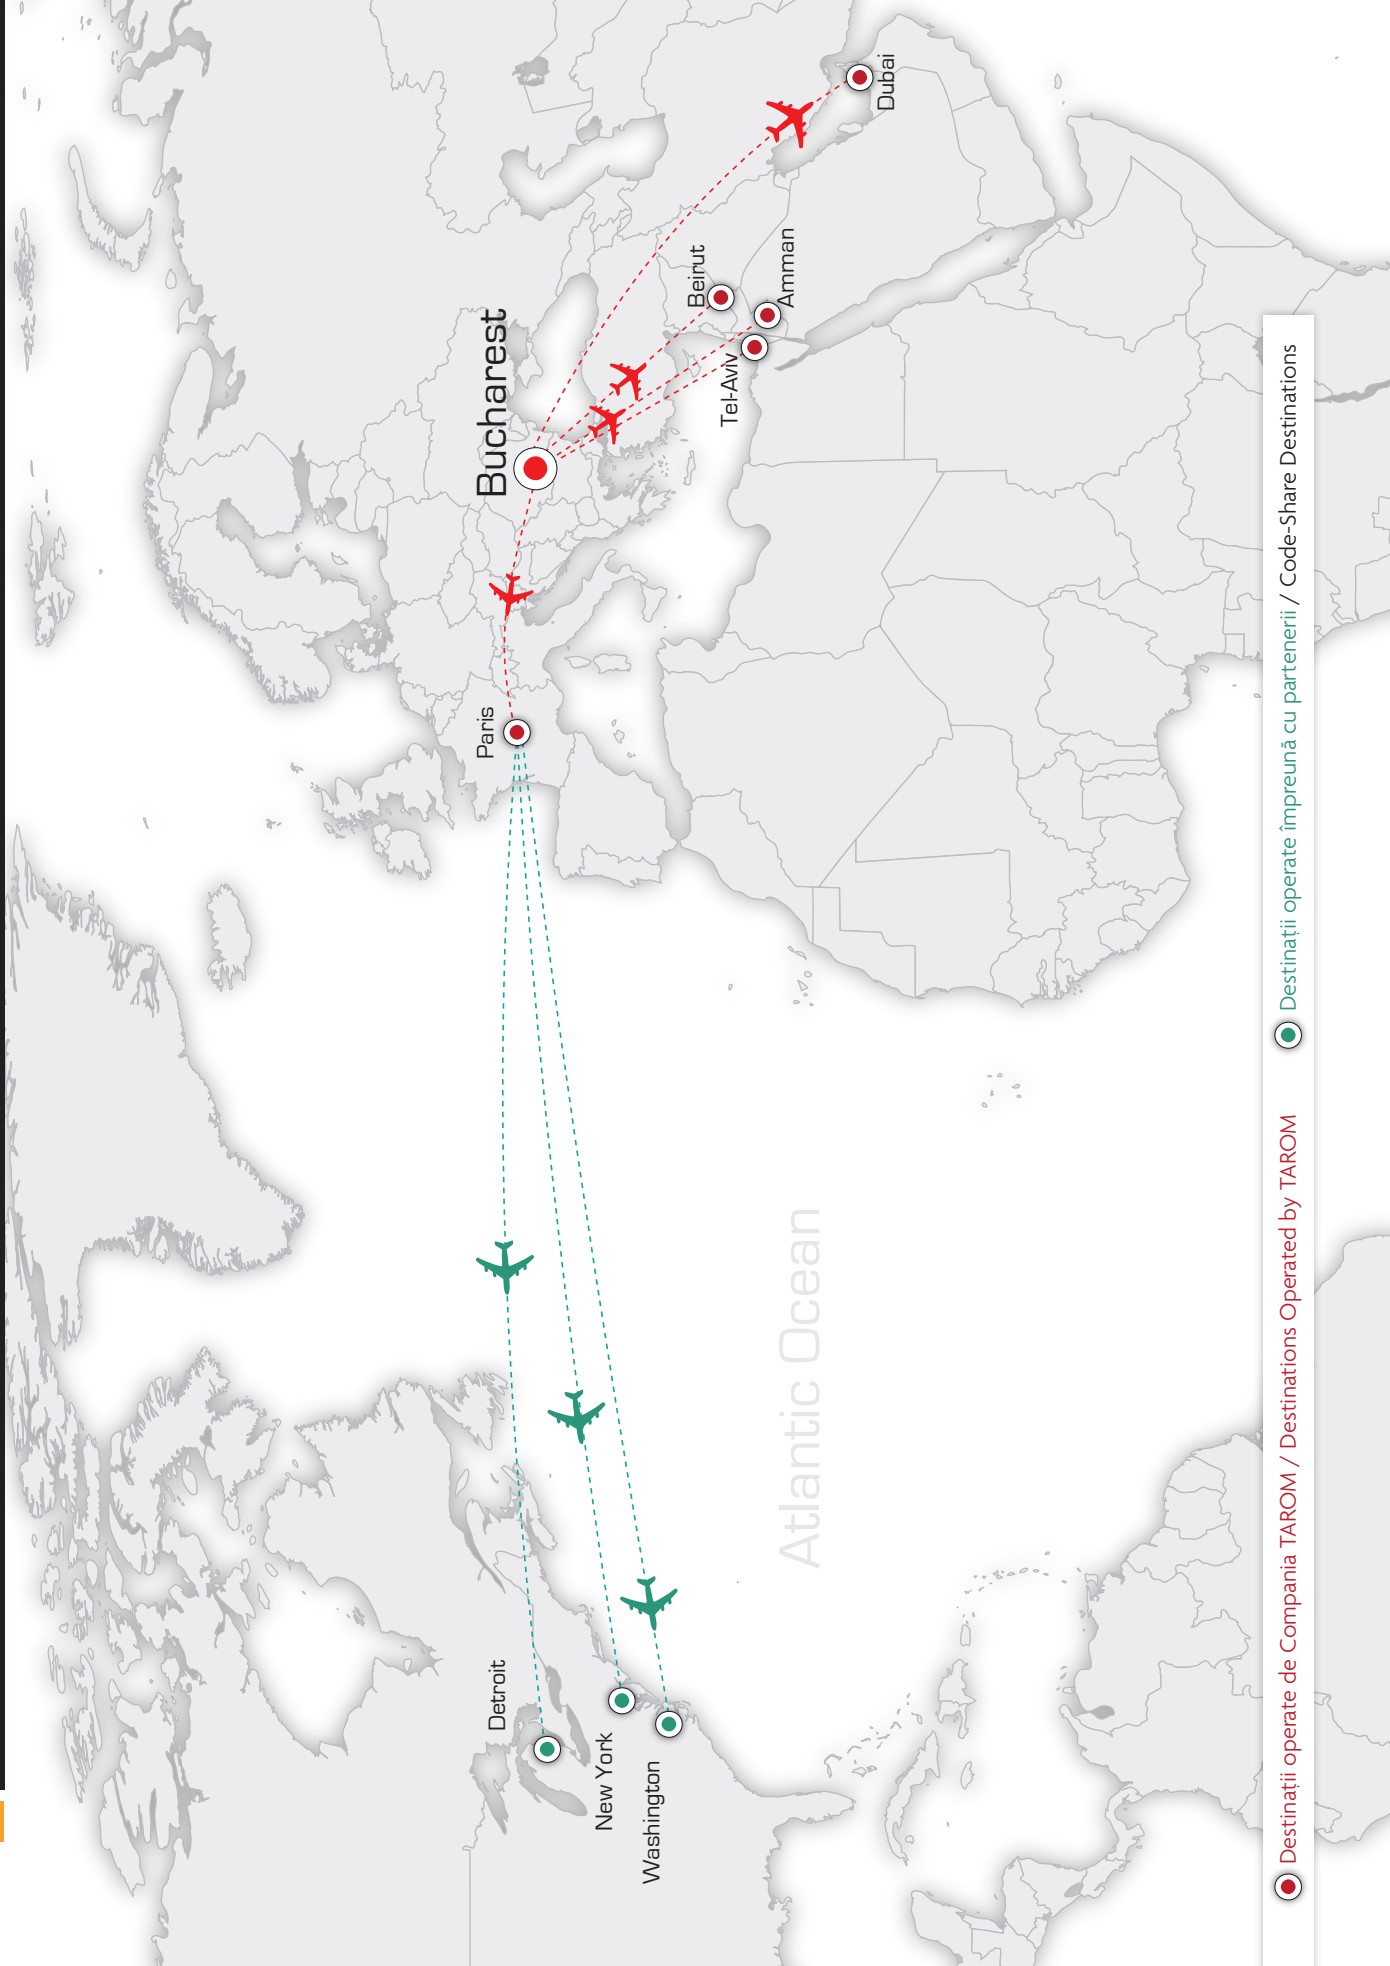 Detroit
New York
Washington
Paris
Bucharest
Beirut
Amman
Tel-Aviv
Dubai
Atlantic Ocean
Destinații operate de Compania TAROM / Destinations Operated by TAROM
Destinații operate împreună cu partenerii / Code-Share Destinations